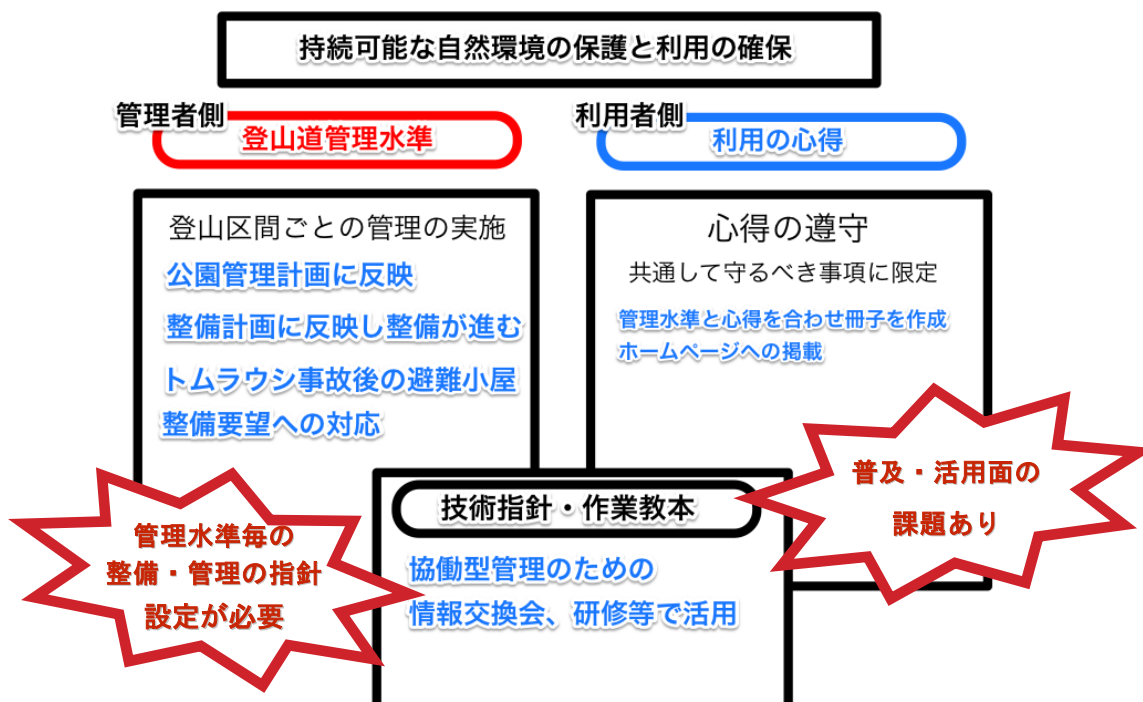 持続可能な自然環境の保護と利用の確保
管理者側
登山道管理水準
利用者側
利用の心得
登山区間ごとの管理の実施
公園管理計画に反映
整備計画に反映し整備が進む
トムラウシ事故後の避難小屋
整備要望への対応
心得の遵守
共通して守るべき事項に限定
管理水準と心得を合わせ冊子を作成
ホームページへの掲載
普及・活用面の
課題あり
管理水準毎の
整備・管理の指針
設定が必要
技術指針・作業教本
協働型管理のための
情報交換会、研修等で活用